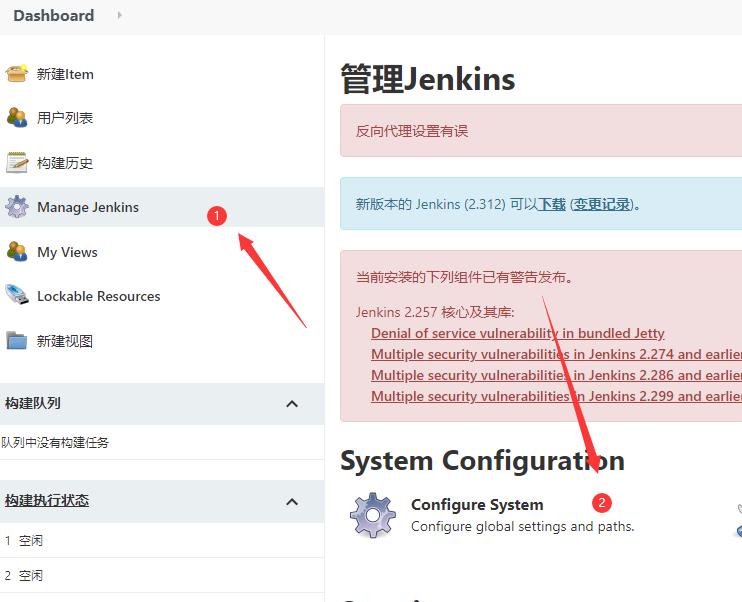 Dashboard
新建Item
用户列表
构建历史
Manage Jenkins
1
My Views
Lockable Resources
新建视图
构建队列
队列中没有构建任务
构建执行状态
1 空闲
2 空闲
管理Jenkins
反向代理设置有误
新版本的 Jenkins (2.312) 可以下载 (变更记录)。
当前安装的下列组件已有警告发布。
Jenkins 2.257 核心及其库:
Denial of service vulnerability in bundled Jetty
Multiple security vulnerabilities in Jenkins 2.274 and earlier
Multiple security vulnerabilities in Jenkins 2.286 and earlier
Multiple security vulnerabilities in Jenkins 2.299 and earlier
System Configuration
Configure System
2
Configure global settings and paths.